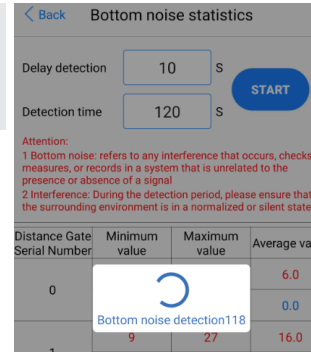 Back Bottom noise statistics
Delay detection 10 S
START
Detection time 120 S
Attention:
1 Bottom noise: refers to any interference that occurs, checks
measures, or records in a system that is unrelated to the
presence or absence of a signal
2 Interference: During the detection period, please ensure that
the surrounding environment is in a normalized or silent state
Distance Gate Serial Number Minimum value Maximum value Average va
6.0
0
0.0
Bottom noise detection118
9 27 16.0